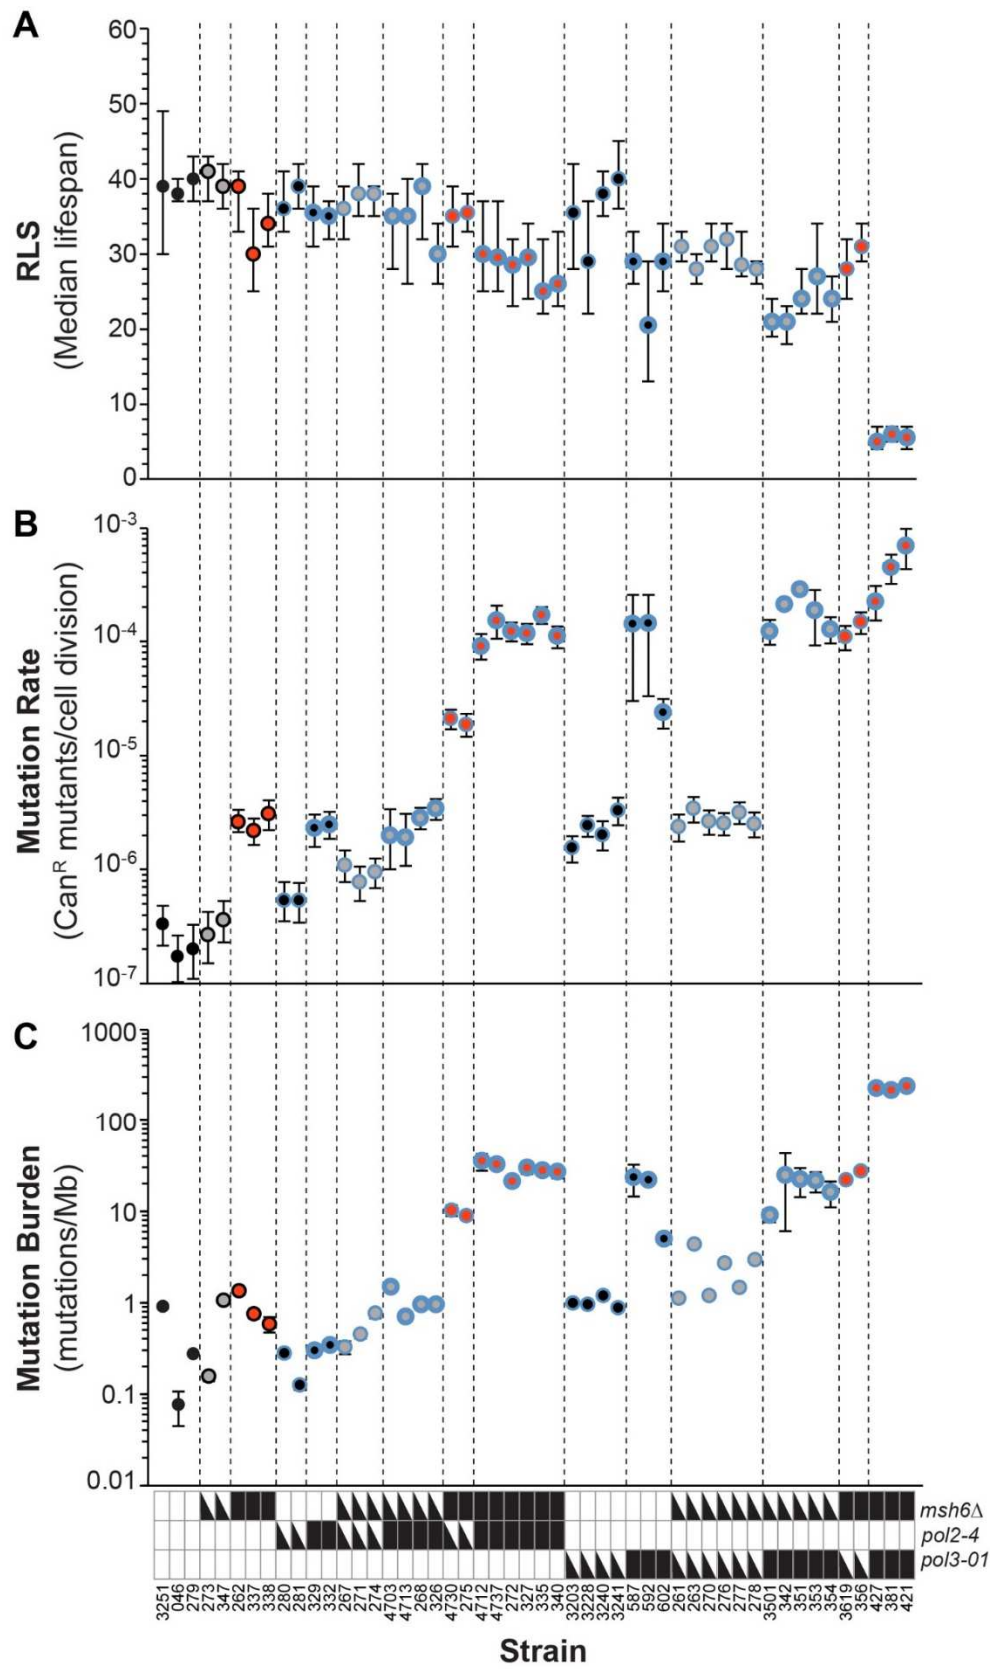 A
RLS
(Median lifespan)
60
50
40
30
20
10
0
B
Mutation Rate
(Can^R mutants/cell division)
10^-3
10^-4
10^-5
10^-6
10^-7
C
Mutation Burden
(mutations/Mb)
1000
100
10
1
0.1
0.01
msh6Δ
pol2-4
pol3-01
3251 046 279 273 347 262 337 338 280 281 329 332 267 271 274 4703 4713 268 326 4730 275 4712 4737 272 327 335 340 3203 3228 3240 3241 587 592 602 261 263 270 276 277 278 3501 342 351 353 354 3619 356 427 381 421
Strain